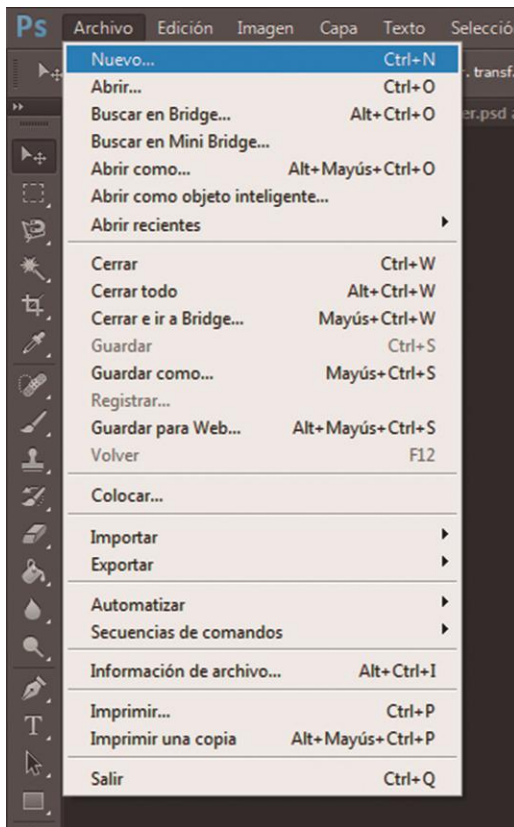 Ps Archivo Edición Imagen Capa Texto Selecció
Nuevo... Ctrl+N
r. transf.
Abrir... Ctrl+O
Buscar en Bridge... Alt+Ctrl+O
er.psd
Buscar en Mini Bridge...
Abrir como... Alt+Mayús+Ctrl+O
Abrir como objeto inteligente...
Abrir recientes
Cerrar Ctrl+W
Cerrar todo Alt+Ctrl+W
Cerrar e ir a Bridge... Mayús+Ctrl+W
Guardar Ctrl+S
Guardar como... Mayús+Ctrl+S
Registrar...
Guardar para Web... Alt+Mayús+Ctrl+S
Volver F12
Colocar...
Importar
Exportar
Automatizar
Secuencias de comandos
Información de archivo... Alt+Ctrl+I
Imprimir... Ctrl+P
Imprimir una copia Alt+Mayús+Ctrl+P
Salir Ctrl+Q